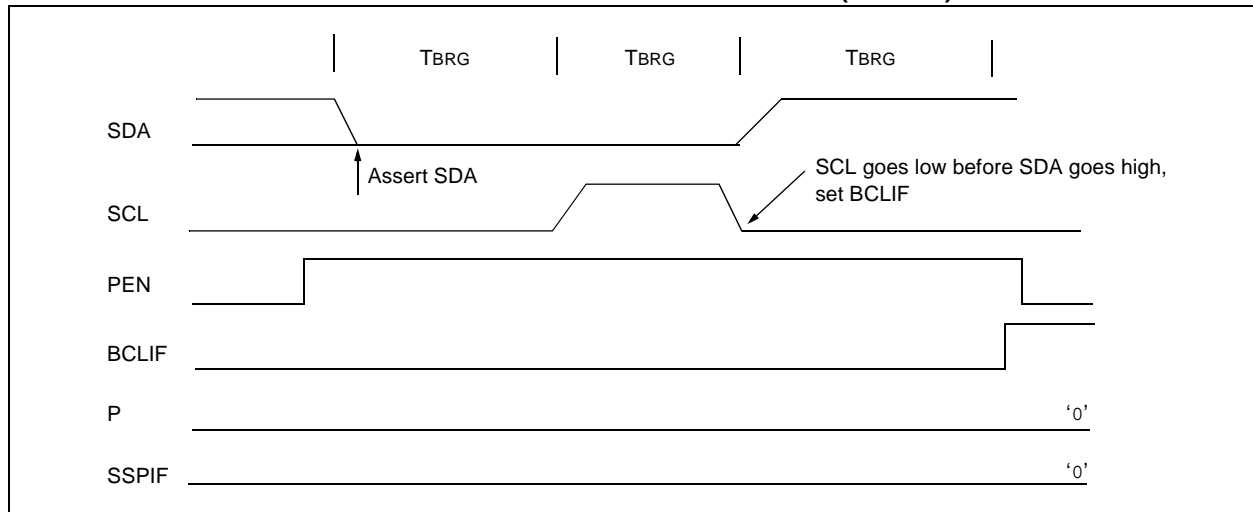 TBRG TBRG TBRG
SDA
Assert SDA
SCL goes low before SDA goes high,
set BCLIF
SCL
PEN
BCLIF
P '0'
SSPIF '0'